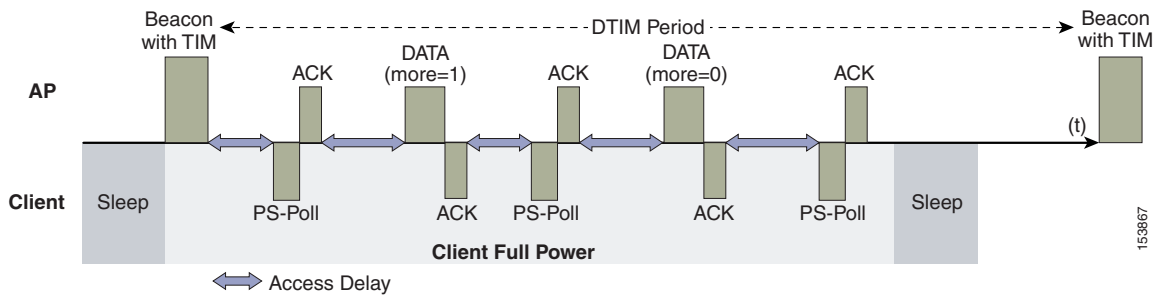 Beacon
with TIM
DTIM Period
Beacon
with TIM
ACK
DATA
(more=1)
ACK
DATA
(more=0)
ACK
AP
(t)
Client
Sleep
PS-Poll
ACK
PS-Poll
ACK
PS-Poll
Sleep
Client Full Power
Access Delay
153867